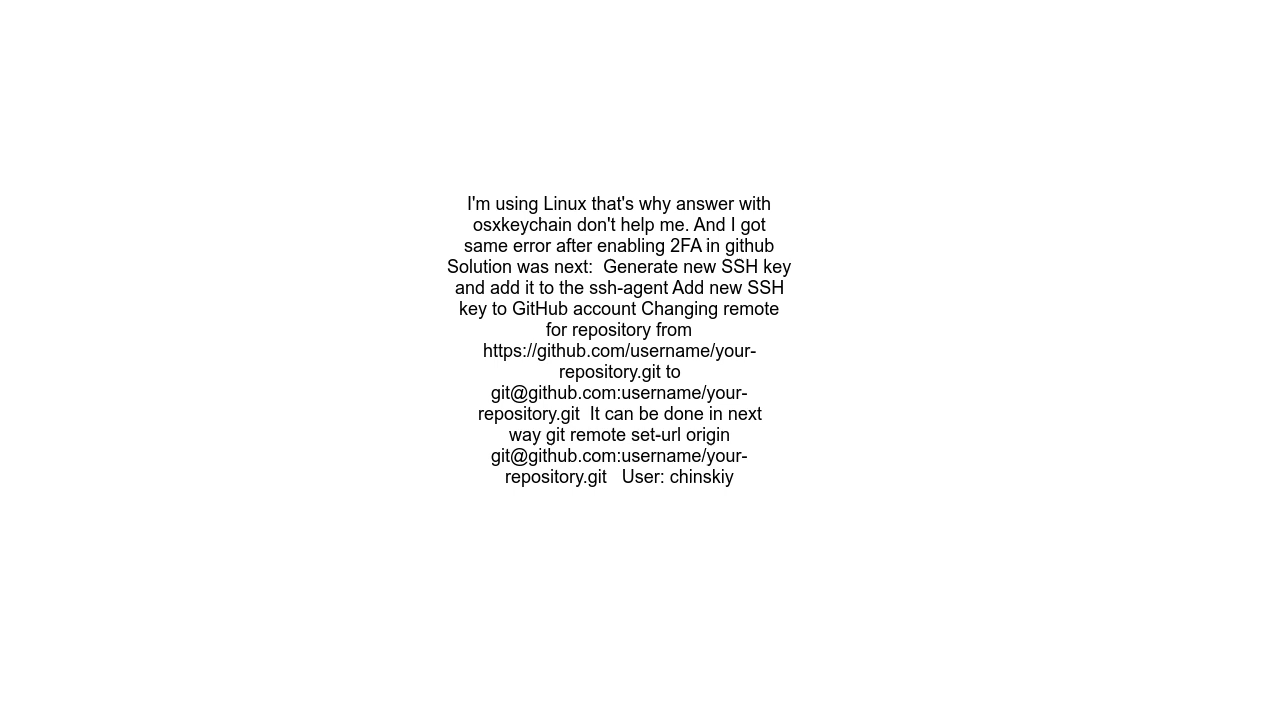 I'm using Linux that's why answer with
osxkeychain don't help me. And I got
same error after enabling 2FA in github
Solution was next:  Generate new SSH key
and add it to the ssh-agent Add new SSH
key to GitHub account Changing remote
for repository from
https://github.com/username/your-
repository.git to
git@github.com:username/your-
repository.git  It can be done in next
way git remote set-url origin
git@github.com:username/your-
repository.git   User: chinskiy